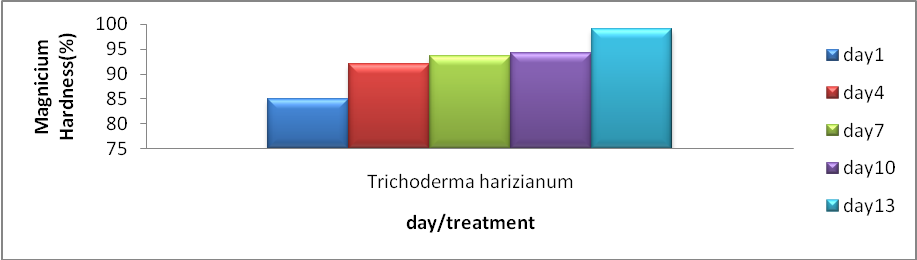 Magnicium
Hardness(%)
100
95
90
85
80
75
Trichoderma harizianum
day/treatment
day1
day4
day7
day10
day13